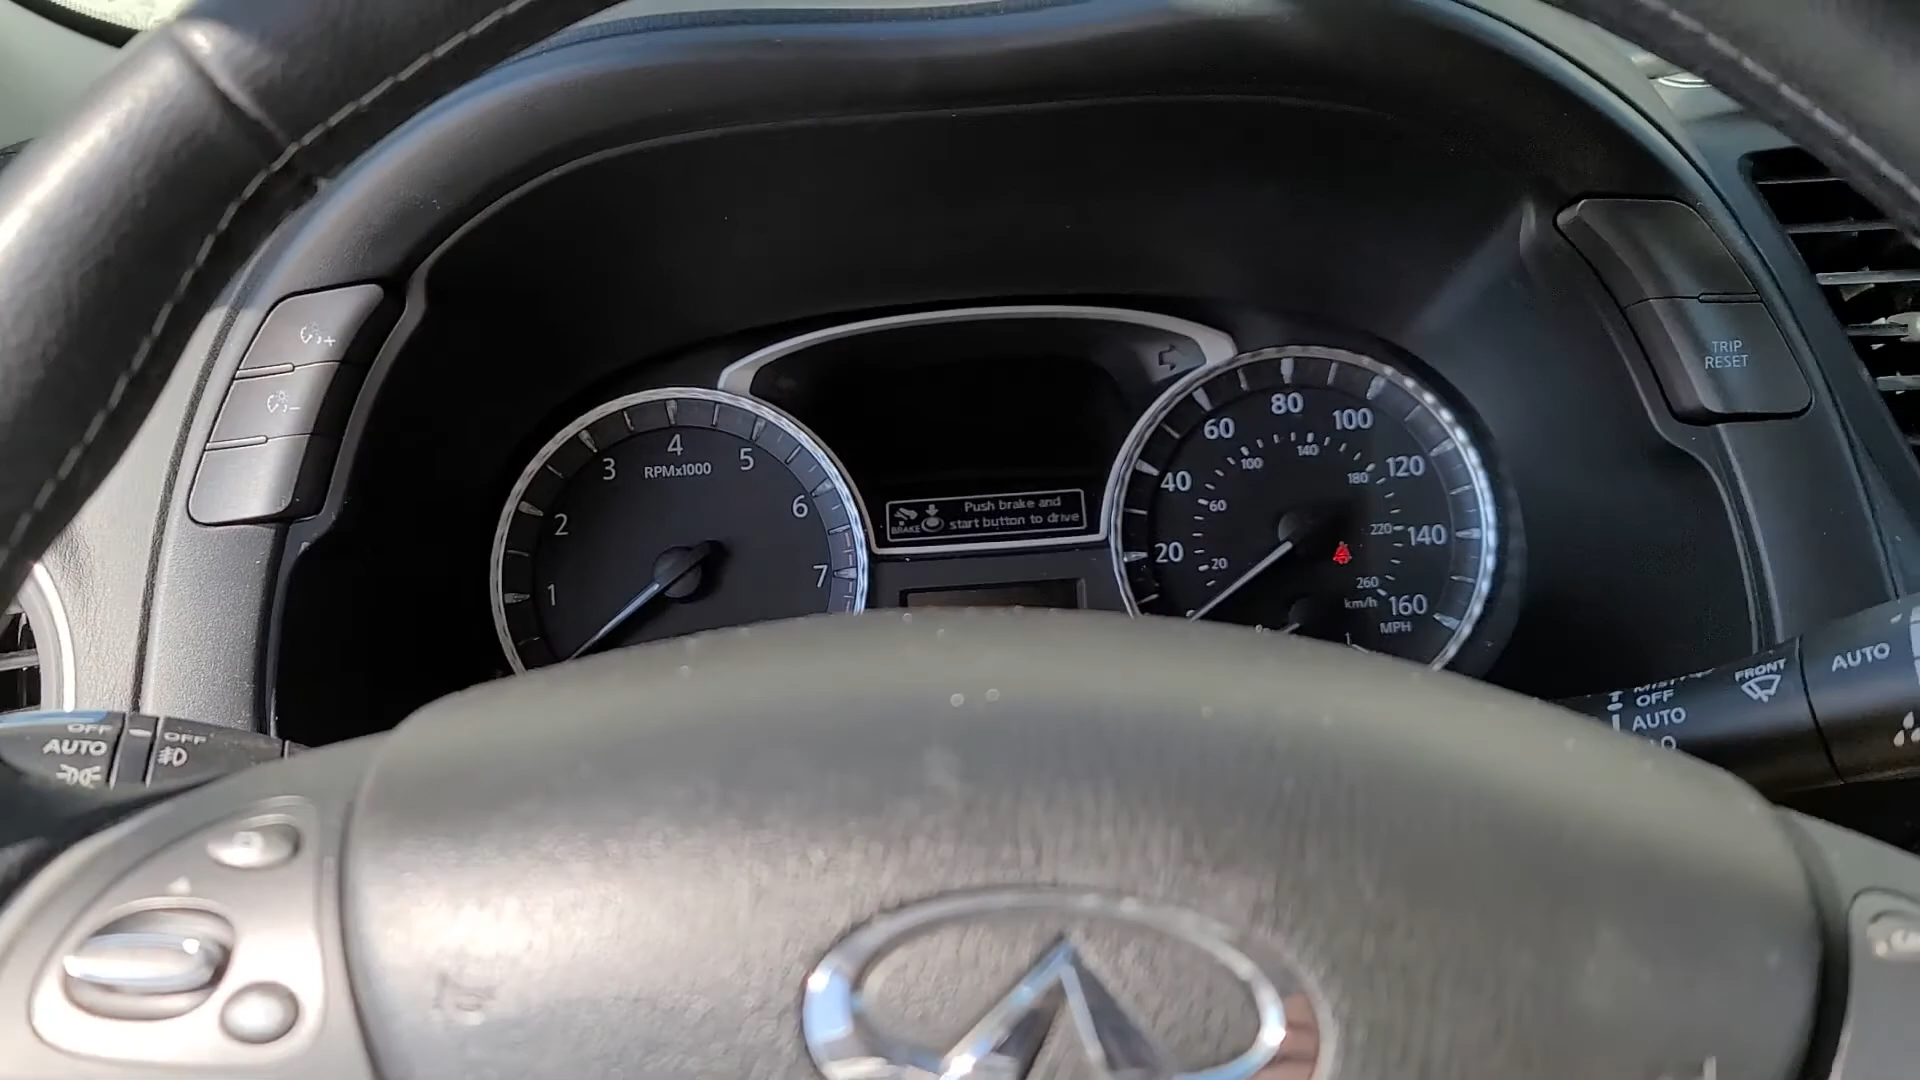 4
3
5
RPMx1000
2
6
1
7
Push brake and
start button to drive
BRAKE
80
60
100
40
120
20
140
160
MPH
100
140
60
180
220
20
260
km/h
TRIP
RESET
OFF
AUTO
OFF
FRONT
AUTO
MIST
OFF
AUTO
LO